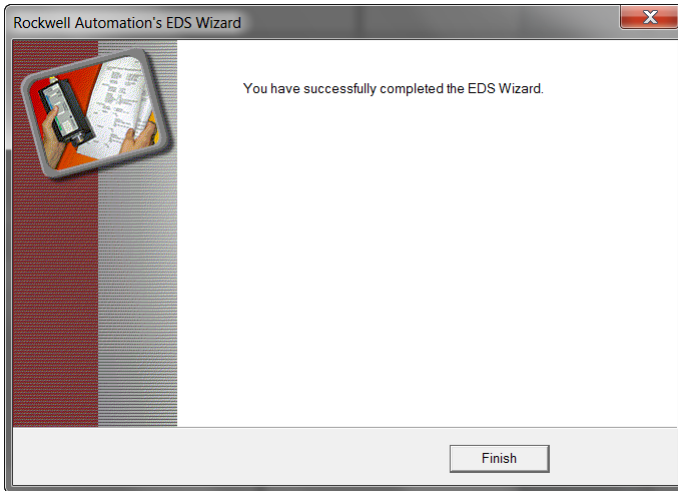 Rockwell Automation's EDS Wizard
You have successfully completed the EDS Wizard.
Finish